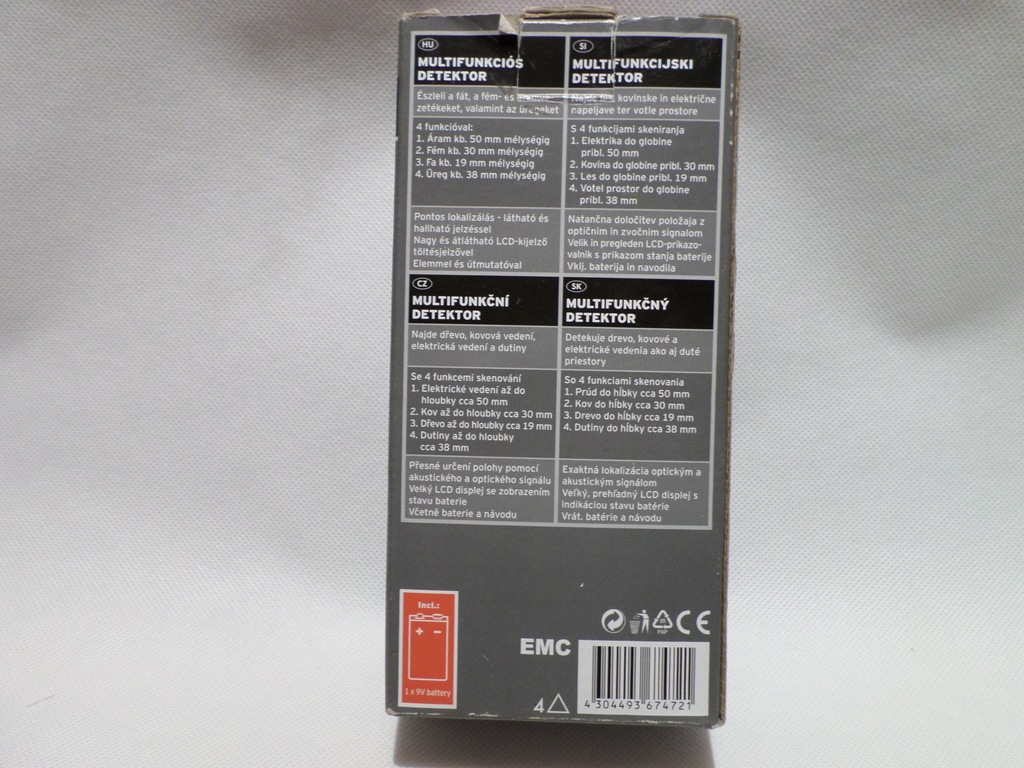 HU
MULTIFUNKCIÓS
DETEKTOR
Észleli a fát, a fém- és
zetékeket, valamint az üregeket
4 funkcióval:
1. Áram kb. 50 mm mélységig
2. Fém kb. 30 mm mélységig
3. Fa kb. 19 mm mélységig
4. Üreg kb. 38 mm mélységig
Pontos lokalizálás - látható és
hallható jelzéssel
Nagy és átlátható LCD-kijelző
töltésjelzővel
Elemmel és útmutatóval
SI
MULTIFUNKCIJSKI
DETEKTOR
Najde les, kovinske in električne
napeljave ter votle prostore
S 4 funkcijami skeniranja
1. Elektrika do globine
pribl. 50 mm
2. Kovina do globine pribl. 30 mm
3. Les do globine pribl. 19 mm
4. Votel prostor do globine
pribl. 38 mm
Natančna določitev položaja z
optičnim in zvočnim signalom
Velik in pregleden LCD-prikazo-
valnik s prikazom stanja baterije
Vklj. baterija in navodila
CZ
MULTIFUNKČNÍ
DETEKTOR
Najde dřevo, kovová vedení,
elektrická vedení a dutiny
Se 4 funkcemi skenování
1. Elektrické vedení až do
hloubky cca 50 mm
2. Kov až do hloubky cca 30 mm
3. Dřevo až do hloubky cca 19 mm
4. Dutiny až do hloubky
cca 38 mm
Přesné určení polohy pomocí
akustického a optického signálu
Velký LCD displej se zobrazením
stavu baterie
Včetně baterie a návodu
SK
MULTIFUNKČNÝ
DETEKTOR
Detekuje drevo, kovové a
elektrické vedenia ako aj duté
priestory
So 4 funkciami skenovania
1. Prúd do hĺbky cca 50 mm
2. Kov do hĺbky cca 30 mm
3. Drevo do hĺbky cca 19 mm
4. Dutiny do hĺbky cca 38 mm
Exaktná lokalizácia optickým a
akustickým signálom
Veľký, prehľadný LCD displej s
indikáciou stavu batérie
Vrát. batérie a návodu
Incl.:
+ -
1 x 9V battery
PAP
CE
EMC
4
4 304493 674721